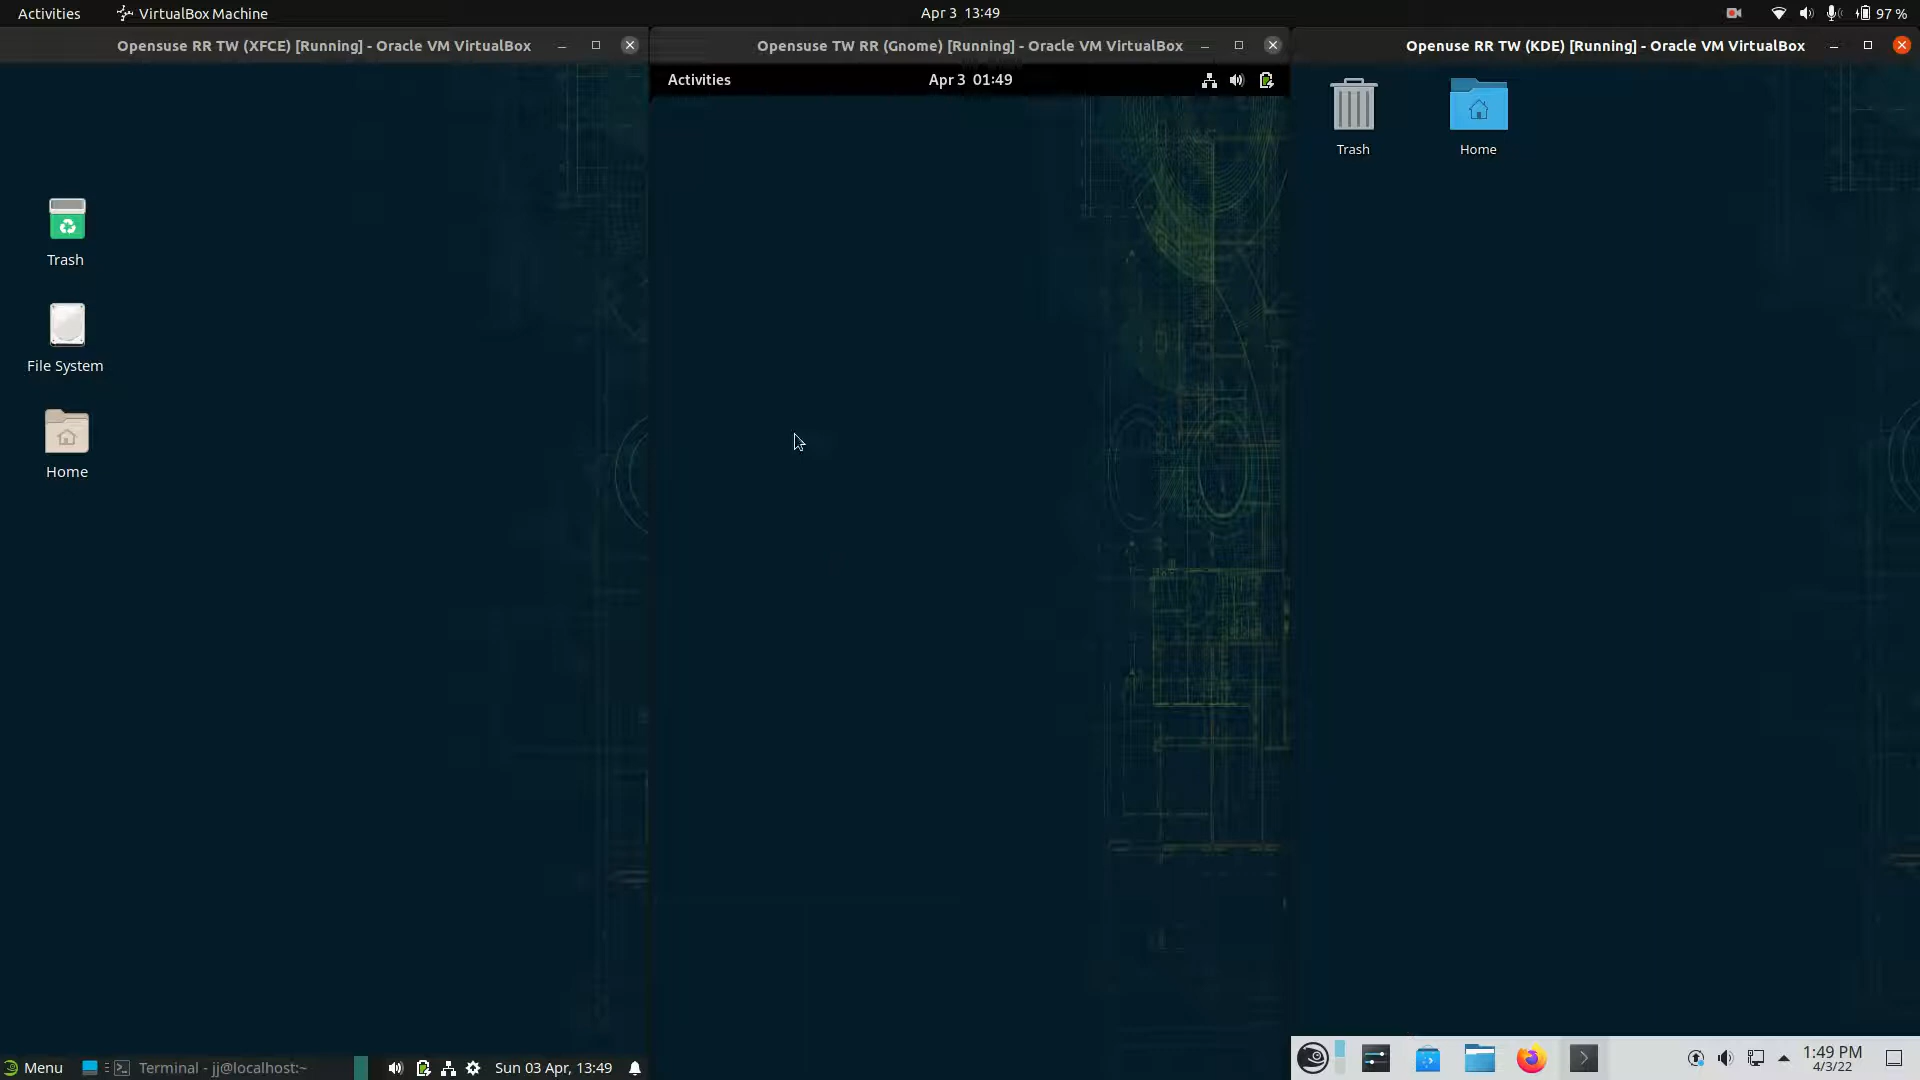 Activities VirtualBox Machine Apr 3 13:49 97 %
Opensuse RR TW (XFCE) [Running] - Oracle VM VirtualBox
Opensuse TW RR (Gnome) [Running] - Oracle VM VirtualBox
Openuse RR TW (KDE) [Running] - Oracle VM VirtualBox
Activities Apr 3 01:49
Trash
Home
Trash
File System
Home
Menu Terminal - jj@localhost:~ Sun 03 Apr, 13:49
1:49 PM
4/3/22